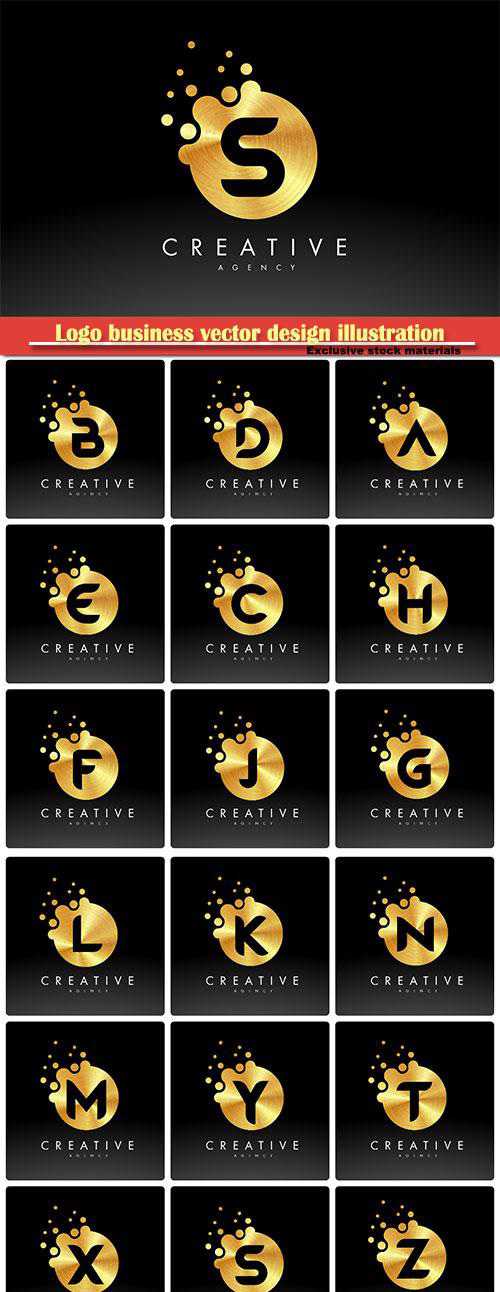 S
CREATIVE
AGENCY
Logo business vector design illustration
Exclusive stock materials
B D A
CREATIVE CREATIVE CREATIVE
AGENCY AGENCY AGENCY
E C H
CREATIVE CREATIVE CREATIVE
AGENCY AGENCY AGENCY
F J G
CREATIVE CREATIVE CREATIVE
AGENCY AGENCY AGENCY
L K N
CREATIVE CREATIVE CREATIVE
AGENCY AGENCY AGENCY
M Y T
CREATIVE CREATIVE CREATIVE
AGENCY AGENCY AGENCY
X S Z